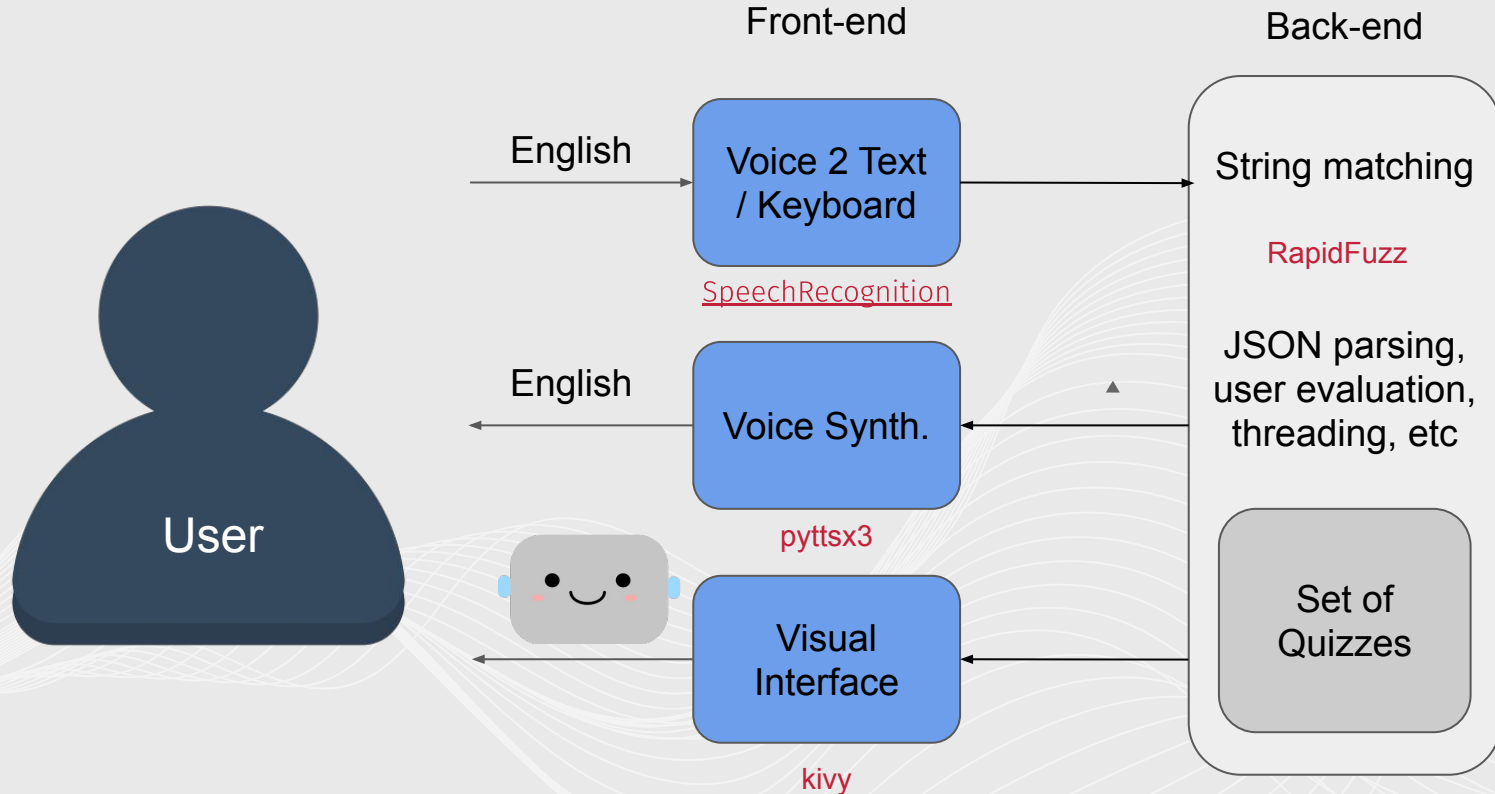 Front-end
Back-end
English
Voice 2 Text
/ Keyboard
SpeechRecognition
String matching
RapidFuzz
English
Voice Synth.
pyttsx3
JSON parsing,
user evaluation,
threading, etc
User
Visual
Interface
kivy
Set of
Quizzes